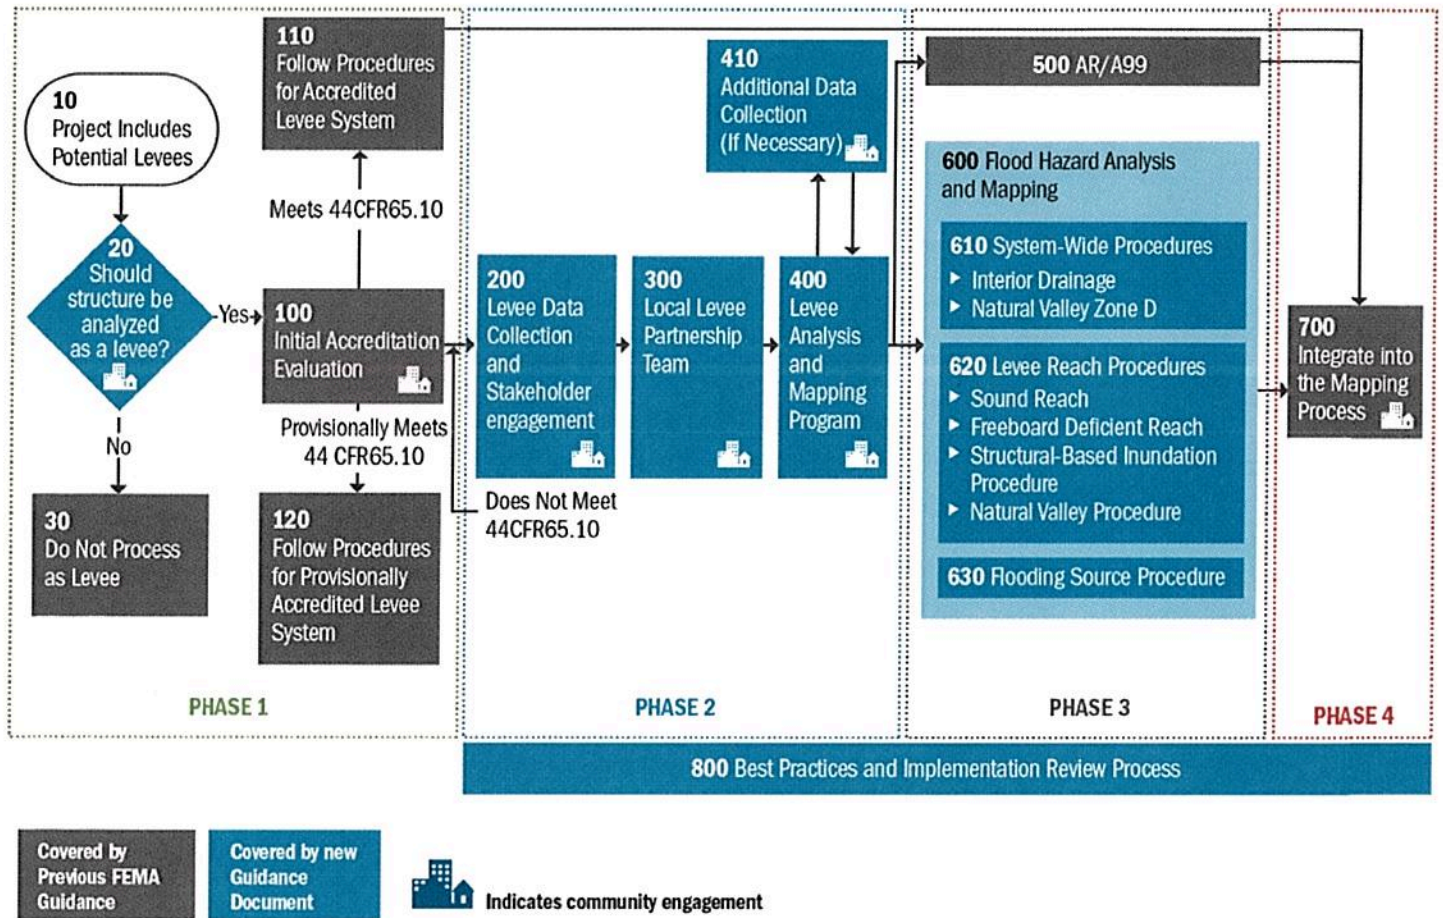 10
Project Includes
Potential Levees
20
Should
structure be
analyzed
as a levee?
Yes
No
30
Do Not Process
as Levee
110
Follow Procedures
for Accredited
Levee System
Meets 44CFR65.10
100
Initial Accreditation
Evaluation
Provisionally Meets
44 CFR65.10
120
Follow Procedures
for Provisionally
Accredited Levee
System
PHASE 1
200
Levee Data
Collection
and
Stakeholder
engagement
Does Not Meet
44CFR65.10
300
Local Levee
Partnership
Team
410
Additional Data
Collection
(If Necessary)
400
Levee
Analysis
and
Mapping
Program
PHASE 2
500 AR/A99
600 Flood Hazard Analysis
and Mapping
610 System-Wide Procedures
▸ Interior Drainage
▸ Natural Valley Zone D
620 Levee Reach Procedures
▸ Sound Reach
▸ Freeboard Deficient Reach
▸ Structural-Based Inundation
Procedure
▸ Natural Valley Procedure
630 Flooding Source Procedure
PHASE 3
700
Integrate into
the Mapping
Process
PHASE 4
800 Best Practices and Implementation Review Process
Covered by
Previous FEMA
Guidance
Covered by new
Guidance
Document
Indicates community engagement